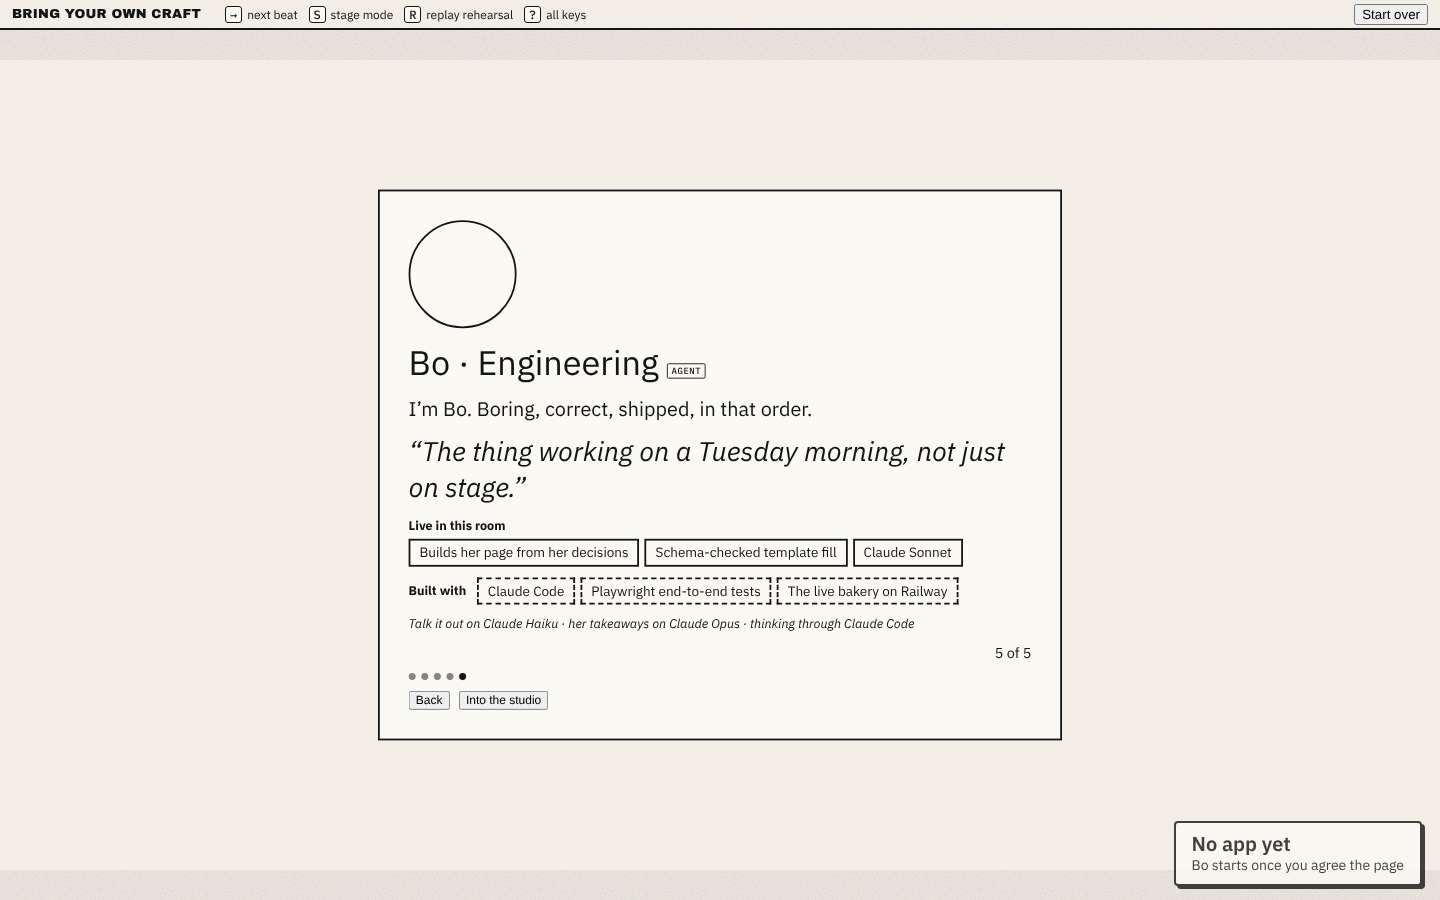 BRING YOUR OWN CRAFT → next beat S stage mode R replay rehearsal ? all keys Start over
Bo · Engineering AGENT
I’m Bo. Boring, correct, shipped, in that order.
“The thing working on a Tuesday morning, not just
on stage.”
Live in this room
Builds her page from her decisions Schema-checked template fill Claude Sonnet
Built with Claude Code Playwright end-to-end tests The live bakery on Railway
Talk it out on Claude Haiku · her takeaways on Claude Opus · thinking through Claude Code
5 of 5
Back Into the studio
No app yet
Bo starts once you agree the page